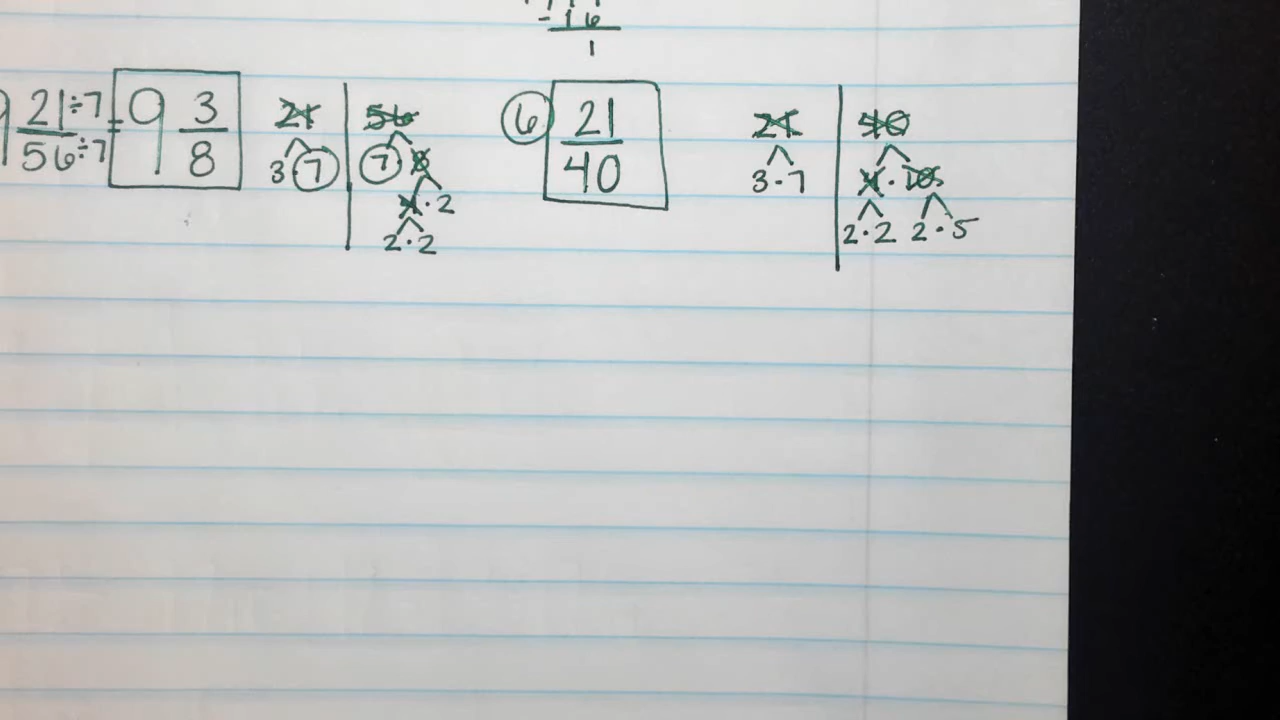 - 16
1
9 21 ÷ 7 / 56 ÷ 7 = 9 3/8
21 | 56
3 7 | 7 8
4 · 2
2 · 2
6 21/40
21 | 40
3 · 7 | 4 · 10
2 · 2 2 · 5